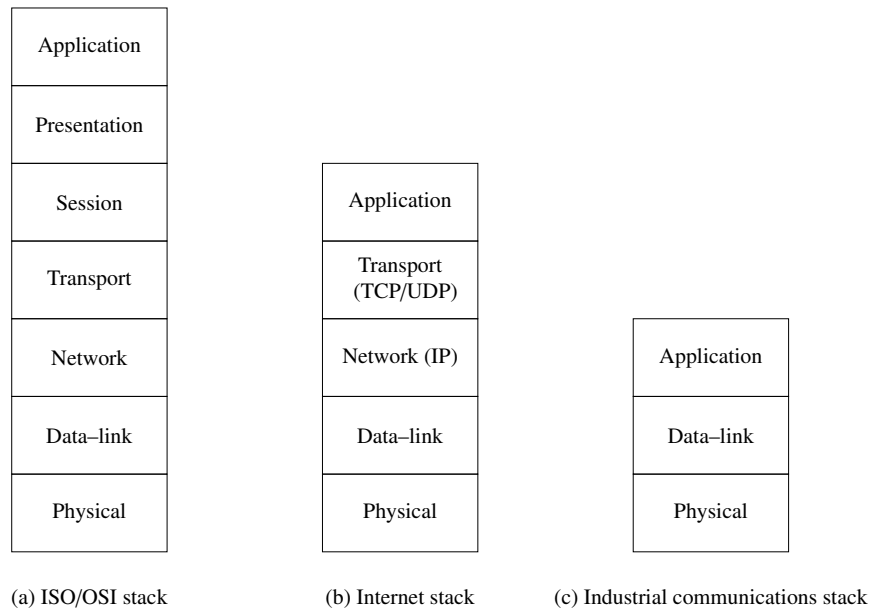 Application
Presentation
Session
Transport
Network
Data–link
Physical
(a) ISO/OSI stack
Application
Transport
(TCP/UDP)
Network (IP)
Data–link
Physical
(b) Internet stack
Application
Data–link
Physical
(c) Industrial communications stack